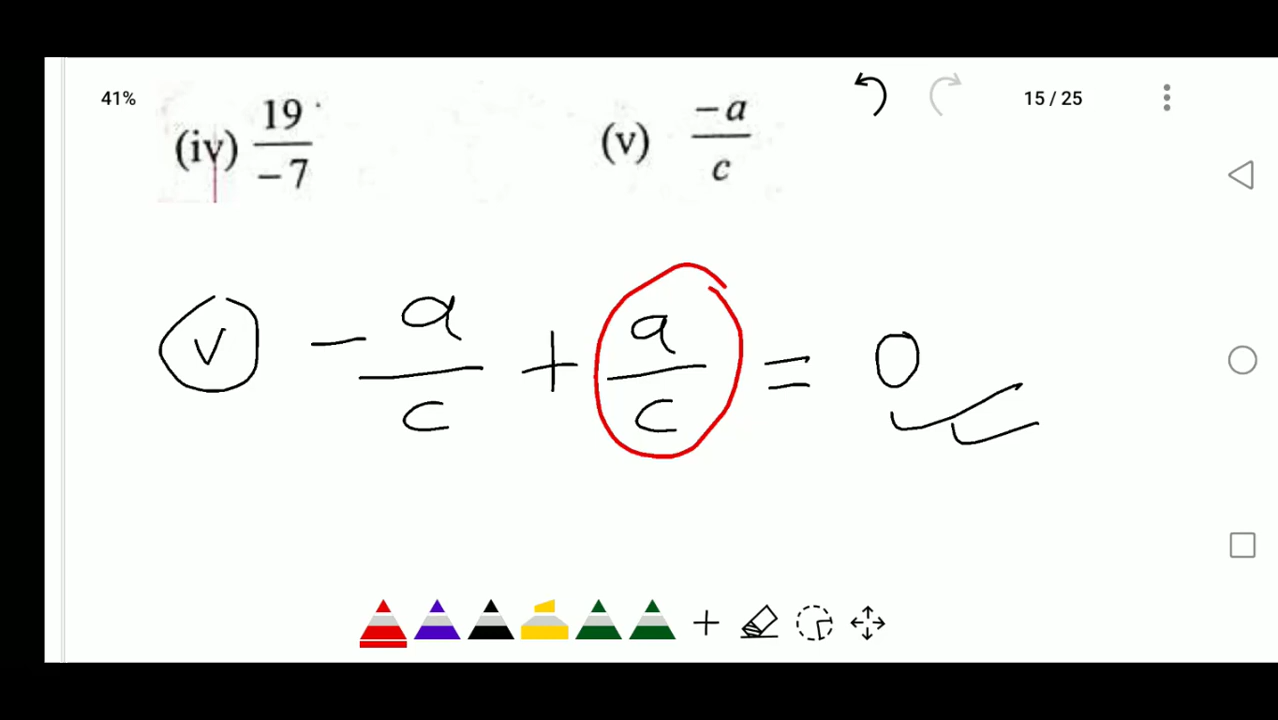 41%
15 / 25
(iv) 19/-7 (v) -a/c
v - a/c + a/c = 0